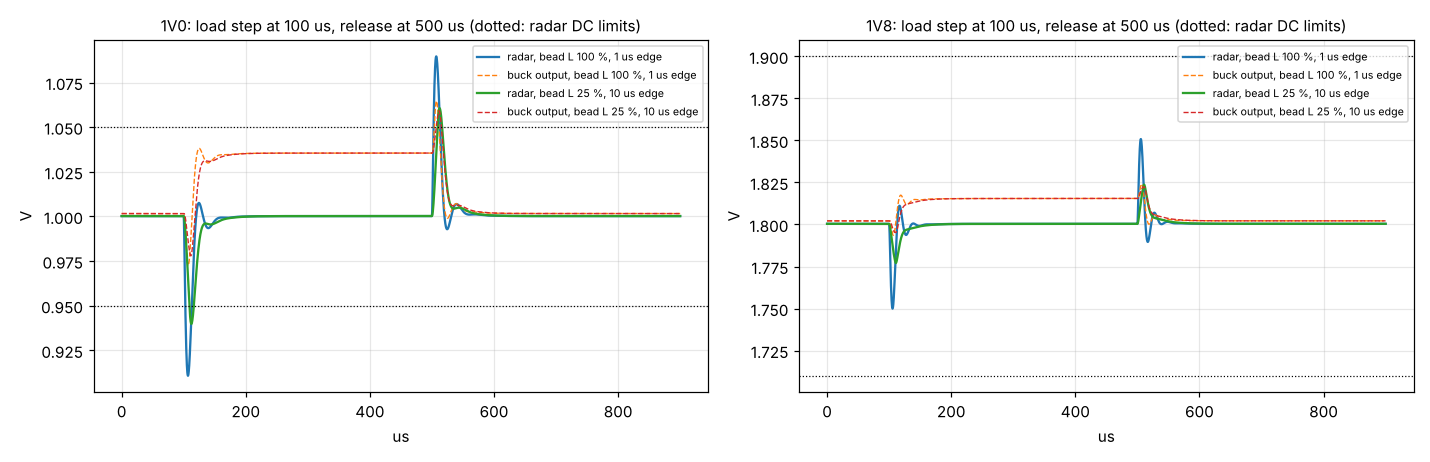 1V0: load step at 100 us, release at 500 us (dotted: radar DC limits)
radar, bead L 100 %, 1 us edge
buck output, bead L 100 %, 1 us edge
radar, bead L 25 %, 10 us edge
buck output, bead L 25 %, 10 us edge
1.075
1.050
1.025
1.000
0.975
0.950
0.925
V
0
200
400
600
800
us
1V8: load step at 100 us, release at 500 us (dotted: radar DC limits)
radar, bead L 100 %, 1 us edge
buck output, bead L 100 %, 1 us edge
radar, bead L 25 %, 10 us edge
buck output, bead L 25 %, 10 us edge
1.900
1.875
1.850
1.825
1.800
1.775
1.750
1.725
V
0
200
400
600
800
us